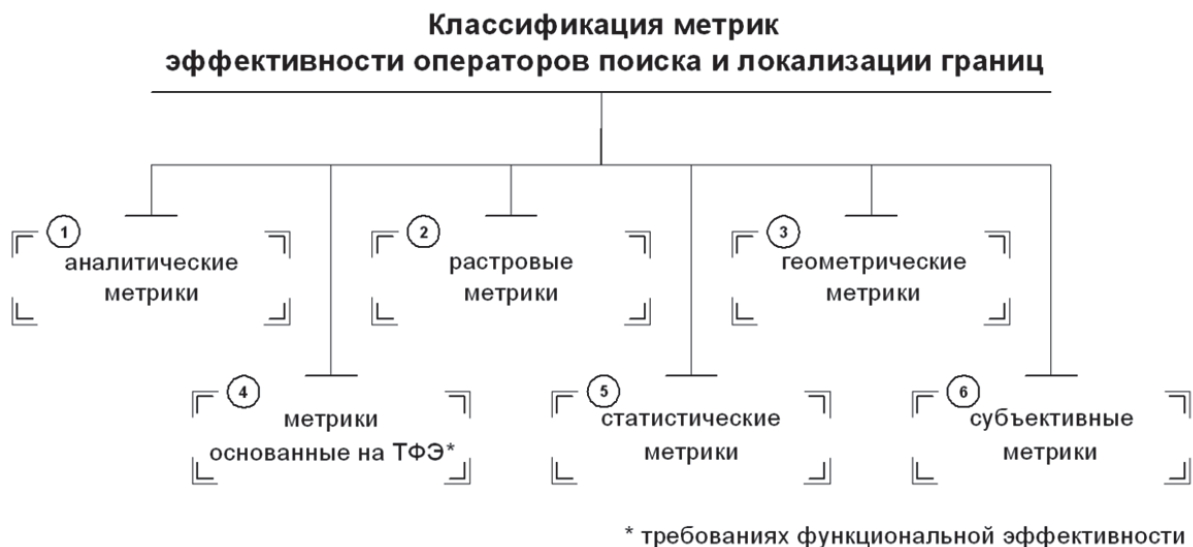 Классификация метрик
эффективности операторов поиска и локализации границ
1
аналитические
метрики
2
растровые
метрики
3
геометрические
метрики
4
метрики
основанные на ТФЭ*
5
статистические
метрики
6
субъективные
метрики
* требованиях функциональной эффективности